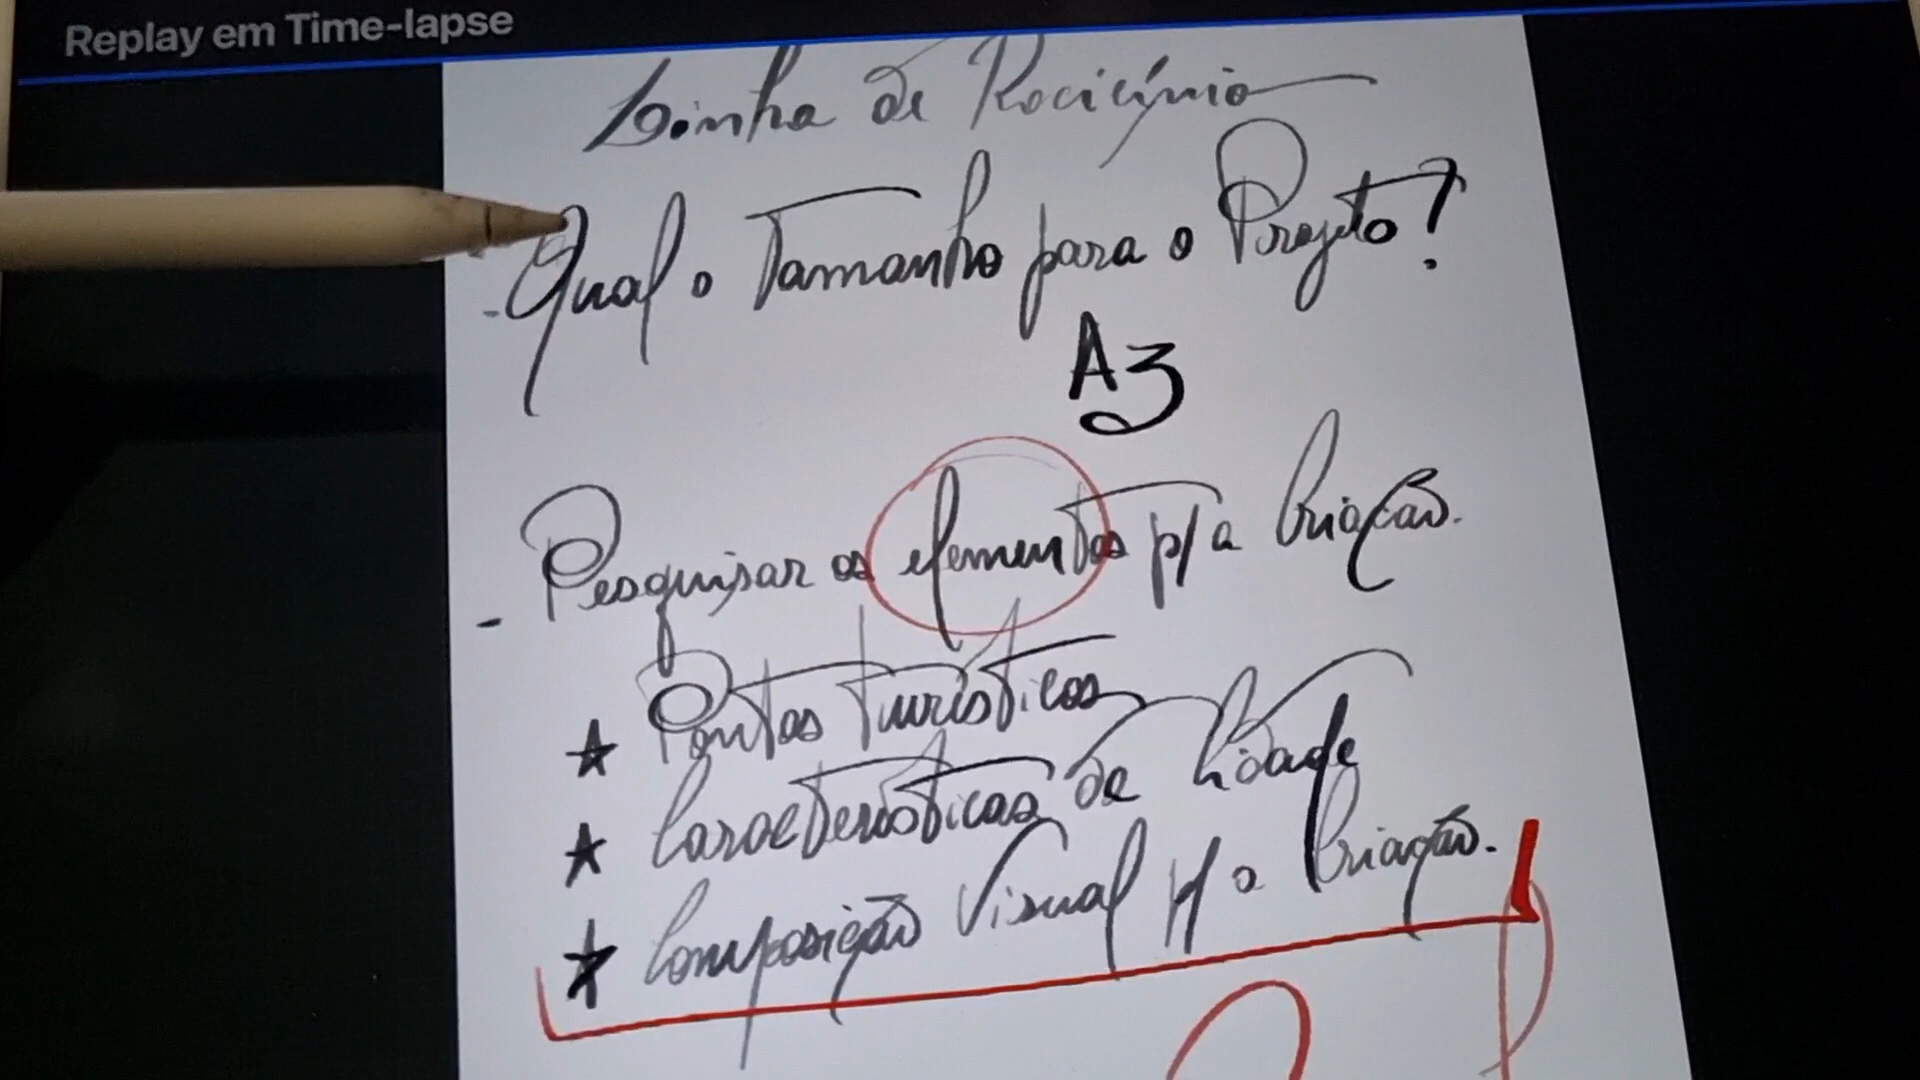 Replay em Time-lapse
Linha de Raciocínio
- Qual o Tamanho para o Projeto?
A3
- Pesquisar os elementos p/ a Criação.
★ Pontos Turísticos
★ Características da Cidade
★ Composição Visual p/ a Criação.